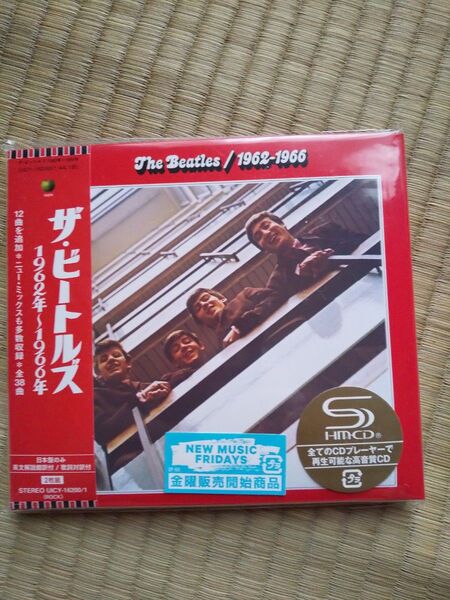 The Beatles / 1962-1966
ザ・ビートルズ
1962年〜1966年
12曲を追加＊ニュー・ミックスも多数収録＊全38曲
日本盤のみ
英文解説翻訳付 / 歌詞対訳付
2枚組
STEREO UICY-16200/1
(ROCK)
NEW MUSIC
FRIDAYS
金曜販売開始商品
SHM-CD
全てのCDプレーヤーで
再生可能な高音質CD